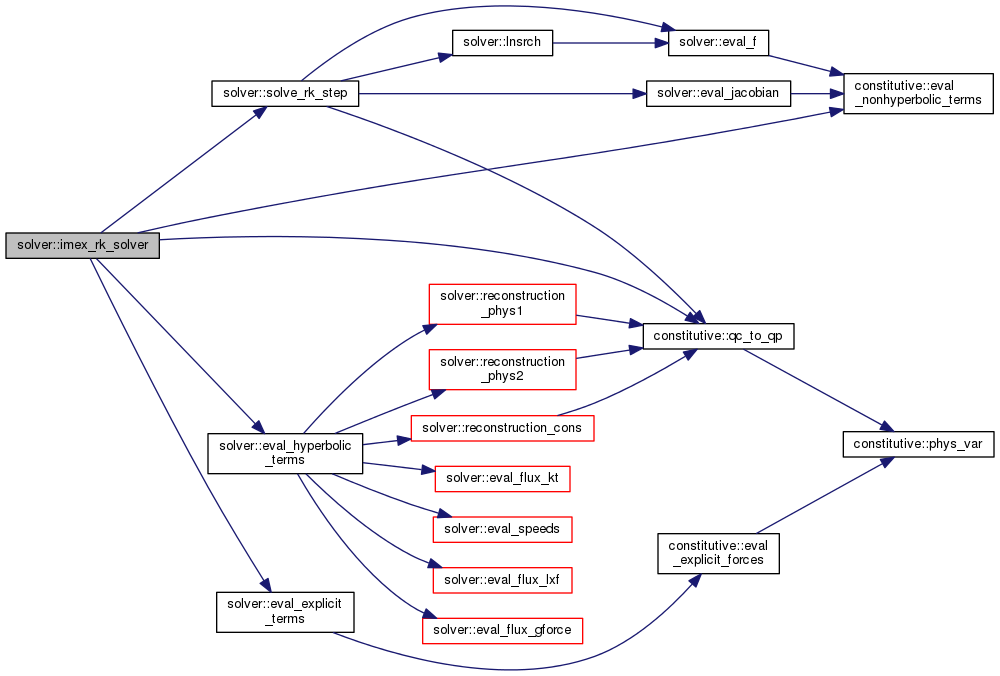 solver::imex_rk_solver
solver::solve_rk_step
solver::lnsrch
solver::eval_f
solver::eval_jacobian
constitutive::eval
_nonhyperbolic_terms
solver::reconstruction
_phys1
solver::reconstruction
_phys2
solver::reconstruction_cons
constitutive::qc_to_qp
solver::eval_hyperbolic
_terms
solver::eval_flux_kt
solver::eval_speeds
solver::eval_flux_lxf
solver::eval_flux_gforce
constitutive::phys_var
constitutive::eval
_explicit_forces
solver::eval_explicit
_terms